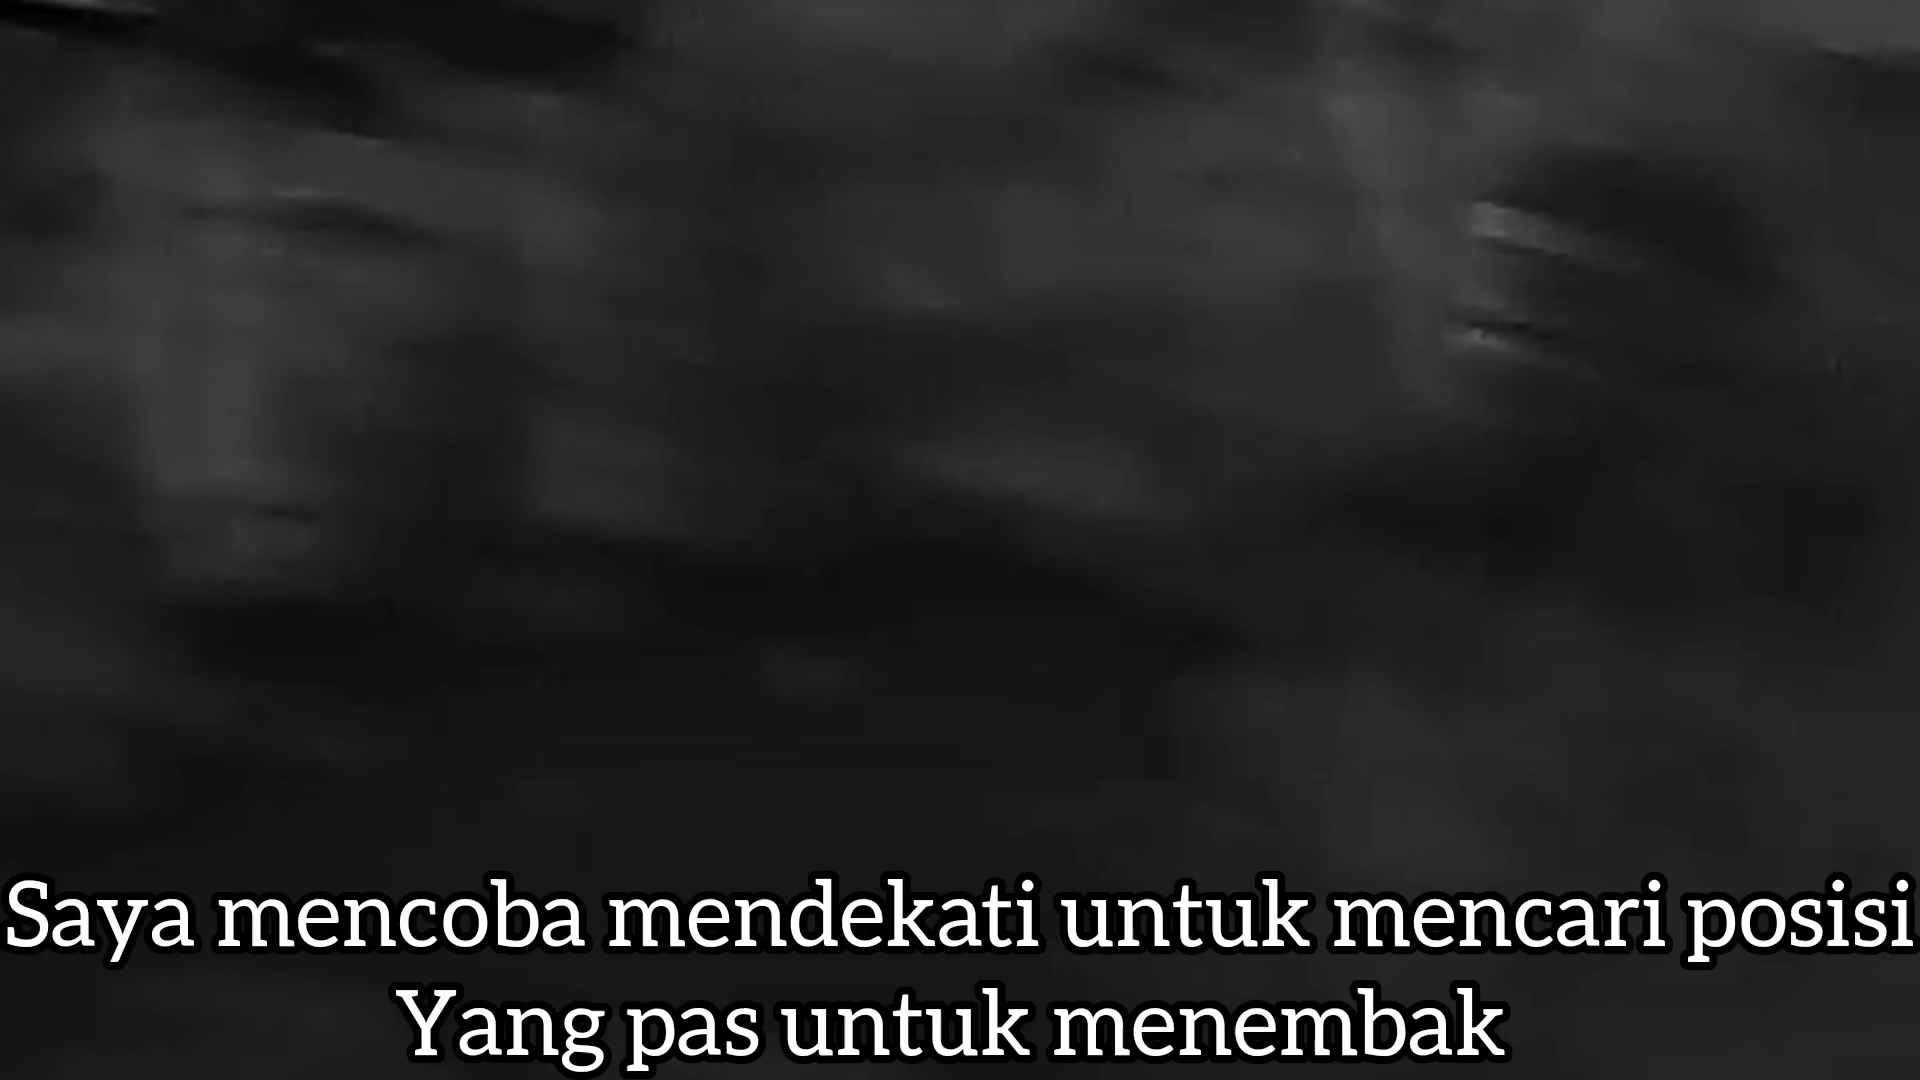 Saya mencoba mendekati untuk mencari posisi
Yang pas untuk menembak